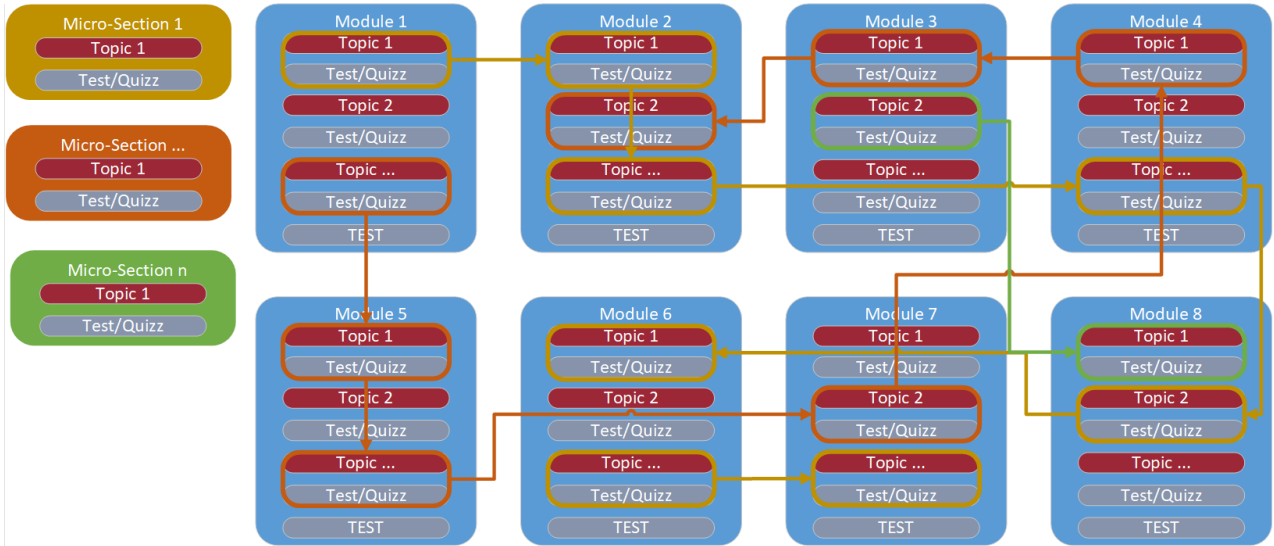 Micro-Section 1
Topic 1
Test/Quizz
Micro-Section ...
Topic 1
Test/Quizz
Micro-Section n
Topic 1
Test/Quizz
Module 1
Topic 1
Test/Quizz
Topic 2
Test/Quizz
Topic ...
Test/Quizz
TEST
Module 2
Topic 1
Test/Quizz
Topic 2
Test/Quizz
Topic ...
Test/Quizz
TEST
Module 3
Topic 1
Test/Quizz
Topic 2
Test/Quizz
Topic ...
Test/Quizz
TEST
Module 4
Topic 1
Test/Quizz
Topic 2
Test/Quizz
Topic ...
Test/Quizz
TEST
Module 5
Topic 1
Test/Quizz
Topic 2
Test/Quizz
Topic ...
Test/Quizz
TEST
Module 6
Topic 1
Test/Quizz
Topic 2
Test/Quizz
Topic ...
Test/Quizz
TEST
Module 7
Topic 1
Test/Quizz
Topic 2
Test/Quizz
Topic ...
Test/Quizz
TEST
Module 8
Topic 1
Test/Quizz
Topic 2
Test/Quizz
Topic ...
Test/Quizz
TEST